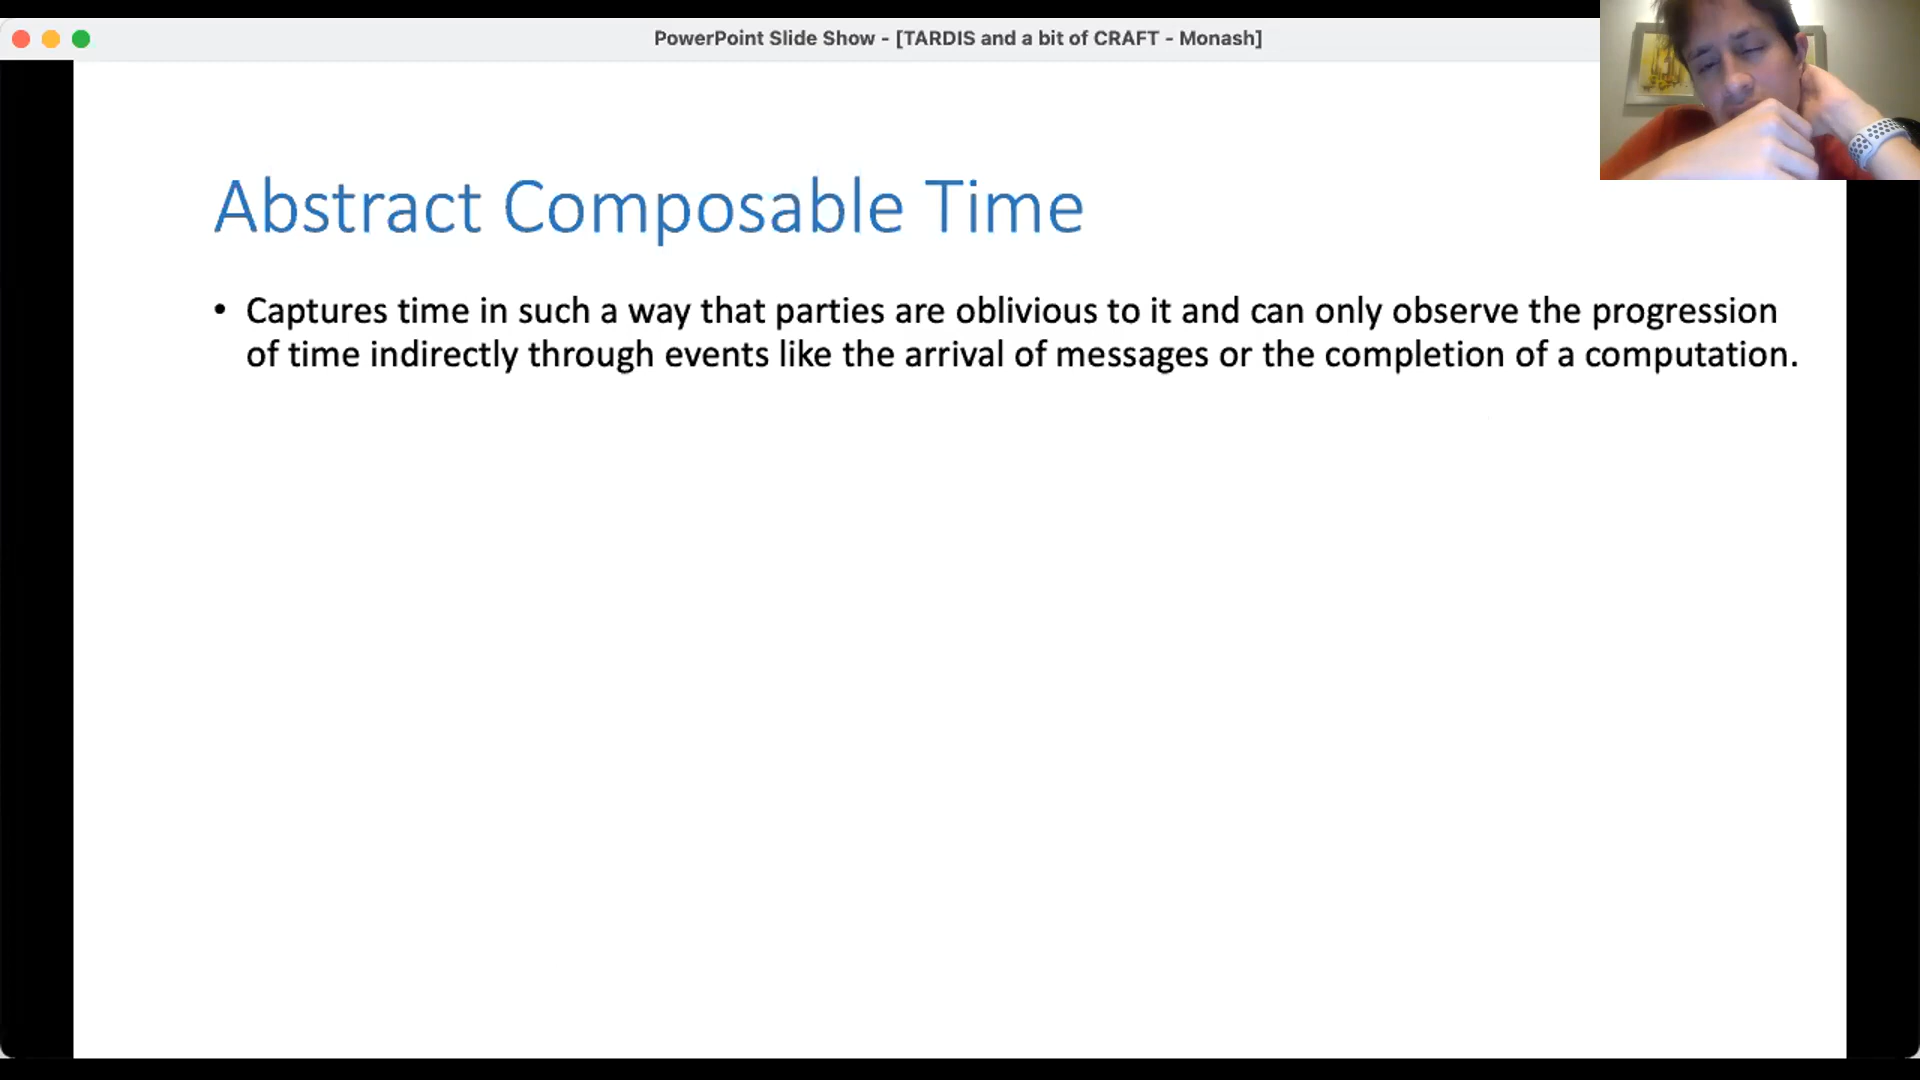 PowerPoint Slide Show - [TARDIS and a bit of CRAFT - Monash]
Abstract Composable Time
• Captures time in such a way that parties are oblivious to it and can only observe the progression
of time indirectly through events like the arrival of messages or the completion of a computation.